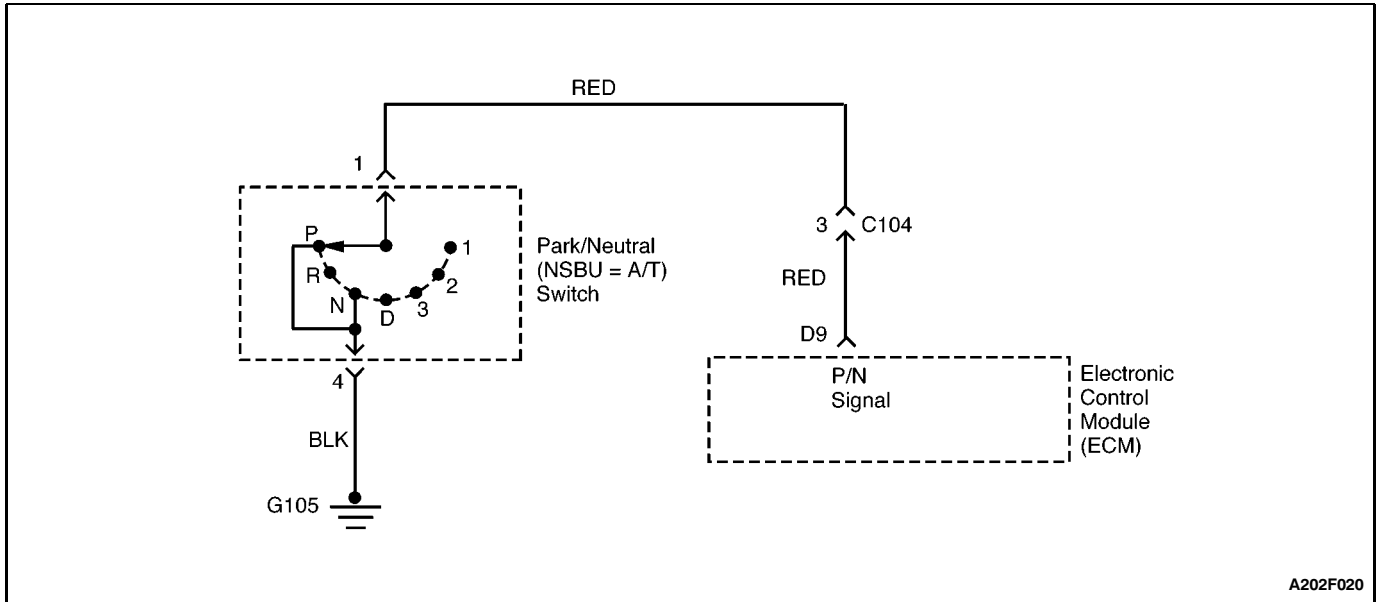 RED
1
3 C104
P
1
Park/Neutral
(NSBU = A/T)
Switch
R
2
N
D
3
RED
D9
4
P/N
Signal
Electronic
Control
Module
(ECM)
BLK
G105
A202F020